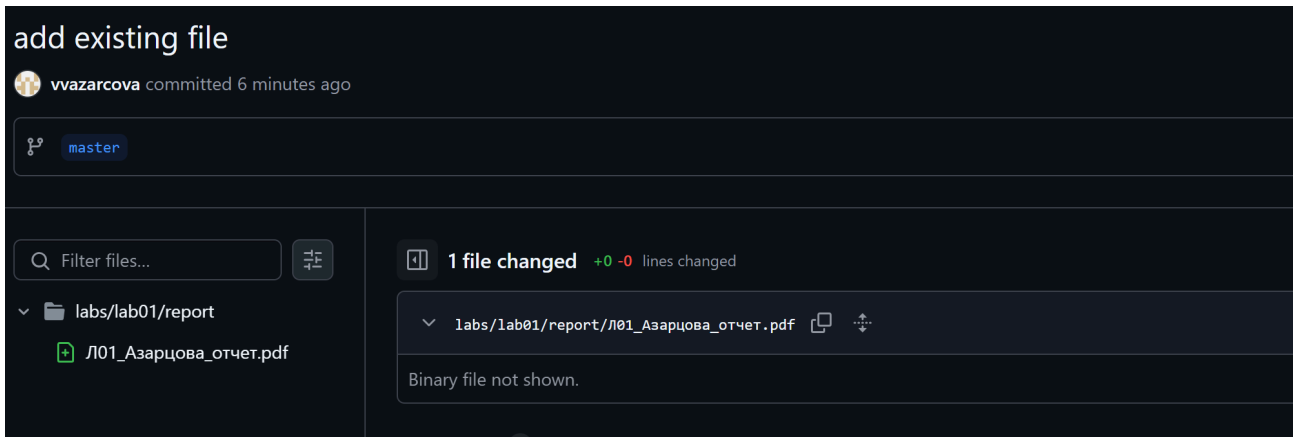 add existing file
vvazarcova committed 6 minutes ago
master
Filter files...
1 file changed +0 -0 lines changed
labs/lab01/report
Л01_Азарцова_отчет.pdf
labs/lab01/report/Л01_Азарцова_отчет.pdf
Binary file not shown.